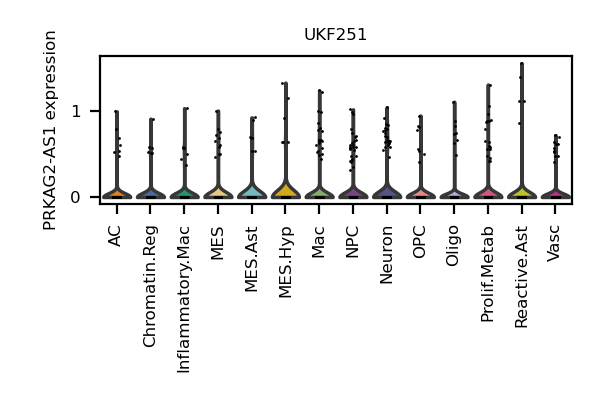 UKF251
PRKAG2-AS1 expression
1
0
AC
Chromatin.Reg
Inflammatory.Mac
MES
MES.Ast
MES.Hyp
Mac
NPC
Neuron
OPC
Oligo
Prolif.Metab
Reactive.Ast
Vasc